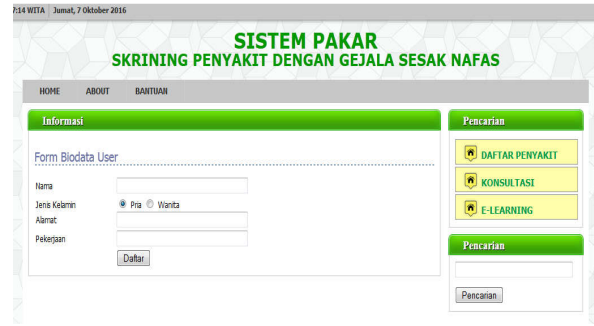 7:14 WITA Jumat, 7 Oktober 2016
SISTEM PAKAR
SKRINING PENYAKIT DENGAN GEJALA SESAK NAFAS
HOME ABOUT BANTUAN
Informasi
Form Biodata User
Nama
Jenis Kelamin Pria Wanita
Alamat
Pekerjaan
Daftar
Pencarian
DAFTAR PENYAKIT
KONSULTASI
E-LEARNING
Pencarian
Pencarian